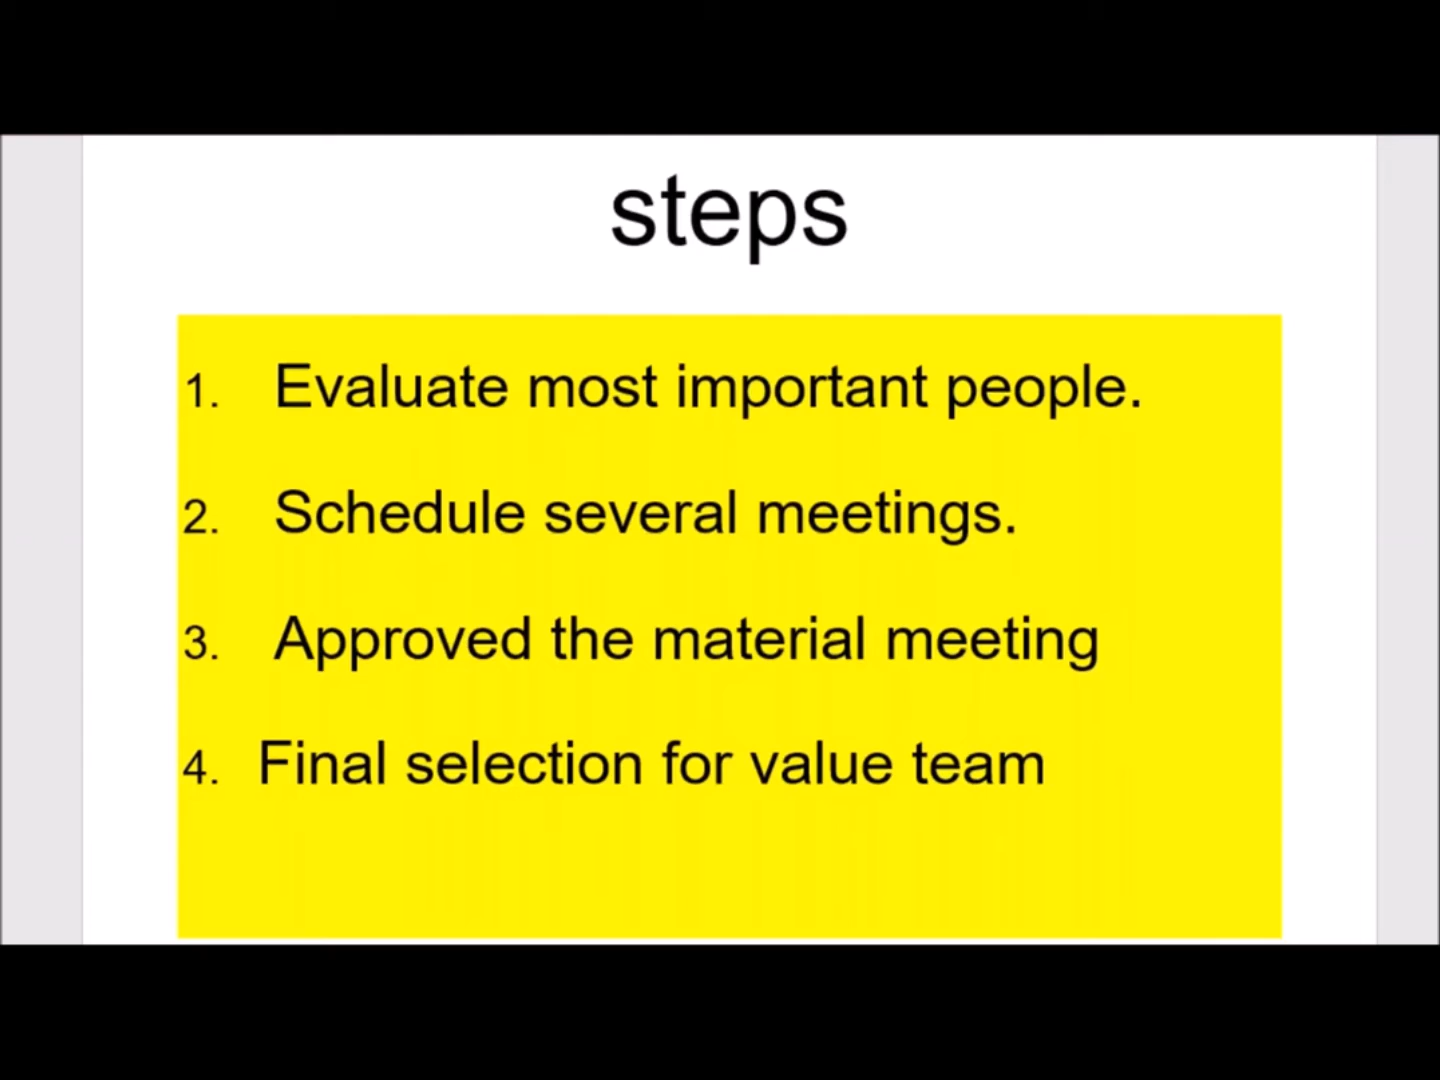 steps
1. Evaluate most important people.
2. Schedule several meetings.
3. Approved the material meeting
4. Final selection for value team